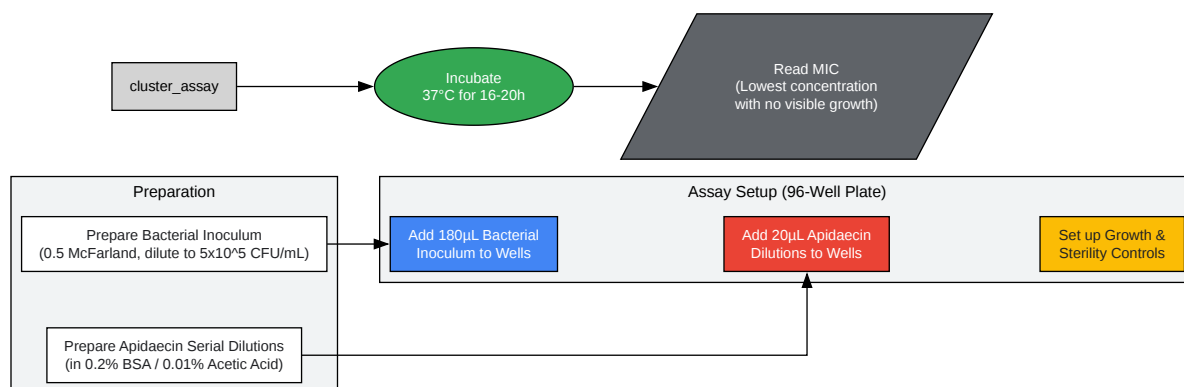 cluster_assay
Incubate
37°C for 16-20h
Read MIC
(Lowest concentration
with no visible growth)
Preparation
Prepare Bacterial Inoculum
(0.5 McFarland, dilute to 5x10^5 CFU/mL)
Prepare Apidaecin Serial Dilutions
(in 0.2% BSA / 0.01% Acetic Acid)
Assay Setup (96-Well Plate)
Add 180µL Bacterial
Inoculum to Wells
Add 20µL Apidaecin
Dilutions to Wells
Set up Growth &
Sterility Controls